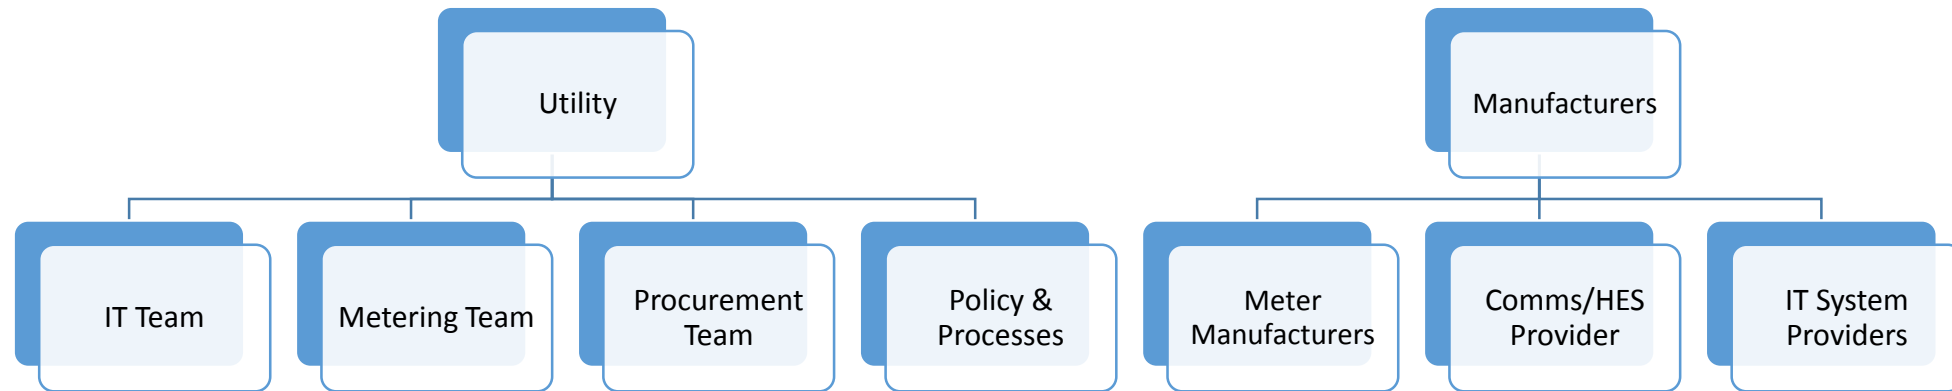 Utility
Manufacturers
IT Team
Metering Team
Procurement
Team
Policy &
Processes
Meter
Manufacturers
Comms/HES
Provider
IT System
Providers